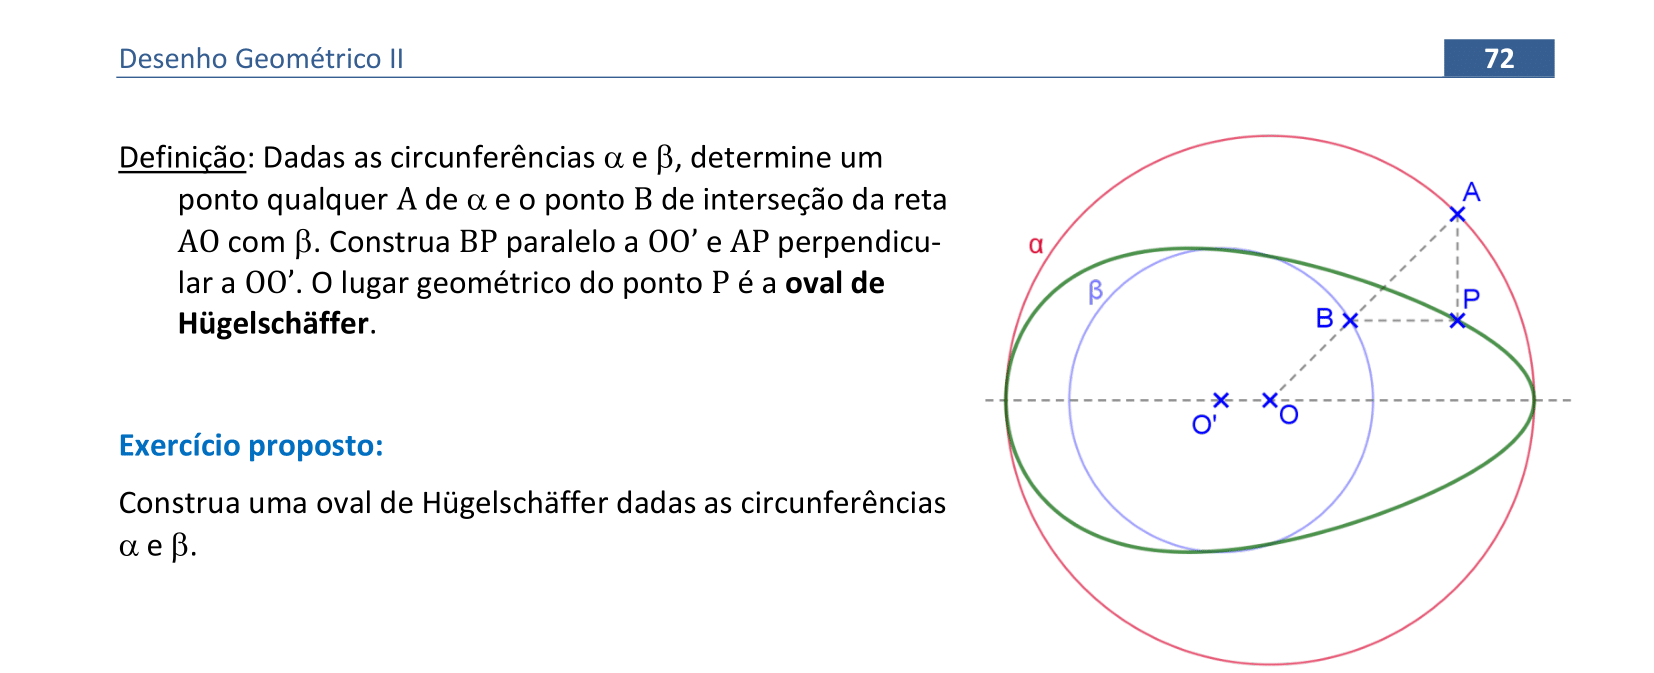 Desenho Geométrico II
72
Definição: Dadas as circunferências α e β, determine um
ponto qualquer A de α e o ponto B de interseção da reta
AO com β. Construa BP paralelo a OO’ e AP perpendicu-
lar a OO’. O lugar geométrico do ponto P é a oval de
Hügelschäffer.
Exercício proposto:
Construa uma oval de Hügelschäffer dadas as circunferências
α e β.
A
α
β
P
B
O'
O